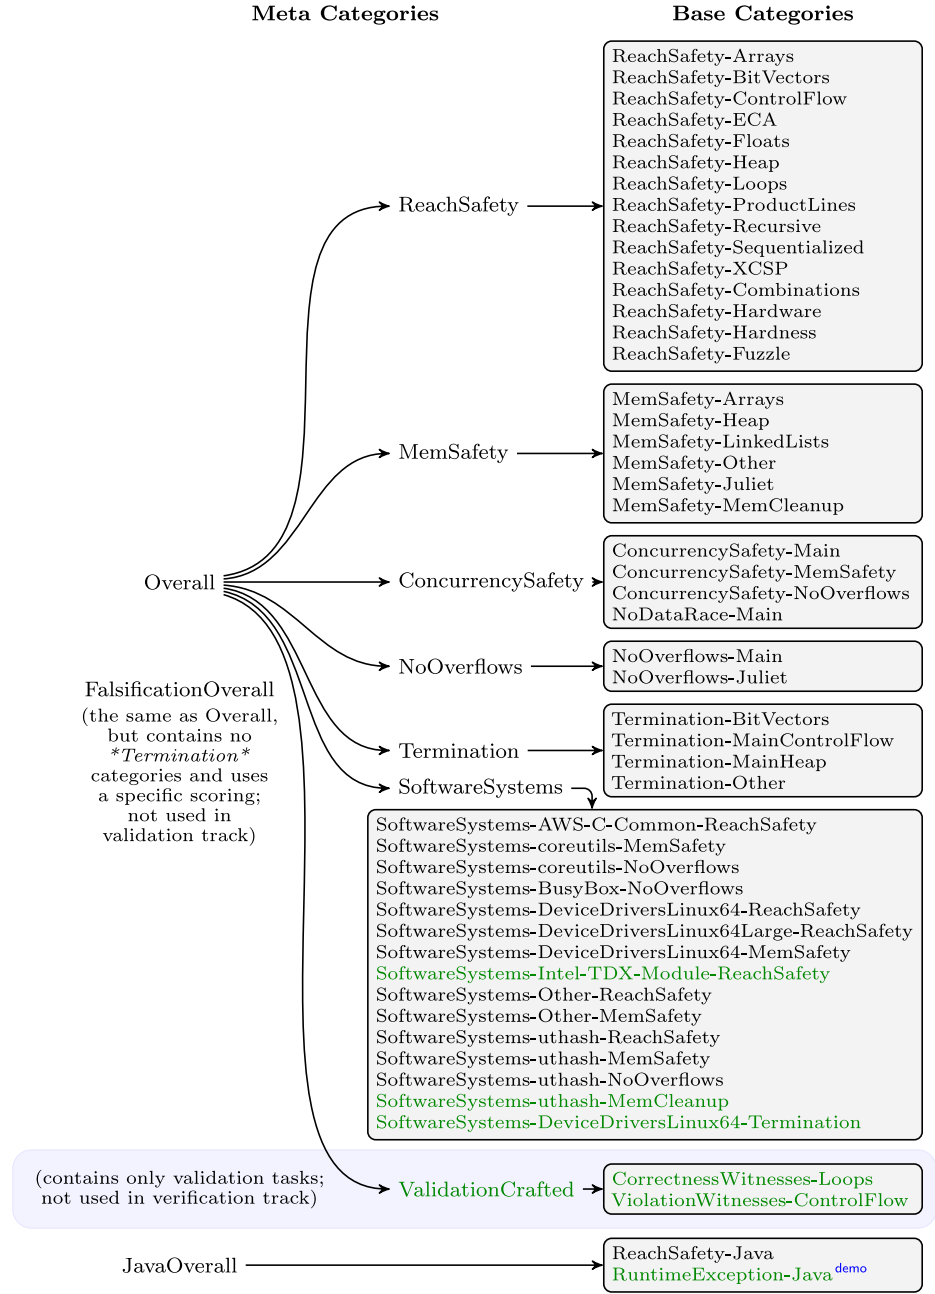 Meta Categories
Base Categories
ReachSafety-Arrays
ReachSafety-BitVectors
ReachSafety-ControlFlow
ReachSafety-ECA
ReachSafety-Floats
ReachSafety-Heap
ReachSafety-Loops
ReachSafety
ReachSafety-ProductLines
ReachSafety-Recursive
ReachSafety-Sequentialized
ReachSafety-XCSP
ReachSafety-Combinations
ReachSafety-Hardware
ReachSafety-Hardness
ReachSafety-Fuzzle
MemSafety-Arrays
MemSafety-Heap
MemSafety-LinkedLists
MemSafety
MemSafety-Other
MemSafety-Juliet
MemSafety-MemCleanup
ConcurrencySafety-Main
ConcurrencySafety-MemSafety
Overall
ConcurrencySafety
ConcurrencySafety-NoOverflows
NoDataRace-Main
NoOverflows
NoOverflows-Main
NoOverflows-Juliet
FalsificationOverall
(the same as Overall,
but contains no
*Termination*
categories and uses
a specific scoring;
not used in
validation track)
Termination
Termination-BitVectors
Termination-MainControlFlow
Termination-MainHeap
Termination-Other
SoftwareSystems
SoftwareSystems-AWS-C-Common-ReachSafety
SoftwareSystems-coreutils-MemSafety
SoftwareSystems-coreutils-NoOverflows
SoftwareSystems-BusyBox-NoOverflows
SoftwareSystems-DeviceDriversLinux64-ReachSafety
SoftwareSystems-DeviceDriversLinux64Large-ReachSafety
SoftwareSystems-DeviceDriversLinux64-MemSafety
SoftwareSystems-Intel-TDX-Module-ReachSafety
SoftwareSystems-Other-ReachSafety
SoftwareSystems-Other-MemSafety
SoftwareSystems-uthash-ReachSafety
SoftwareSystems-uthash-MemSafety
SoftwareSystems-uthash-NoOverflows
SoftwareSystems-uthash-MemCleanup
SoftwareSystems-DeviceDriversLinux64-Termination
(contains only validation tasks;
not used in verification track)
ValidationCrafted
CorrectnessWitnesses-Loops
ViolationWitnesses-ControlFlow
JavaOverall
ReachSafety-Java
RuntimeException-Java demo